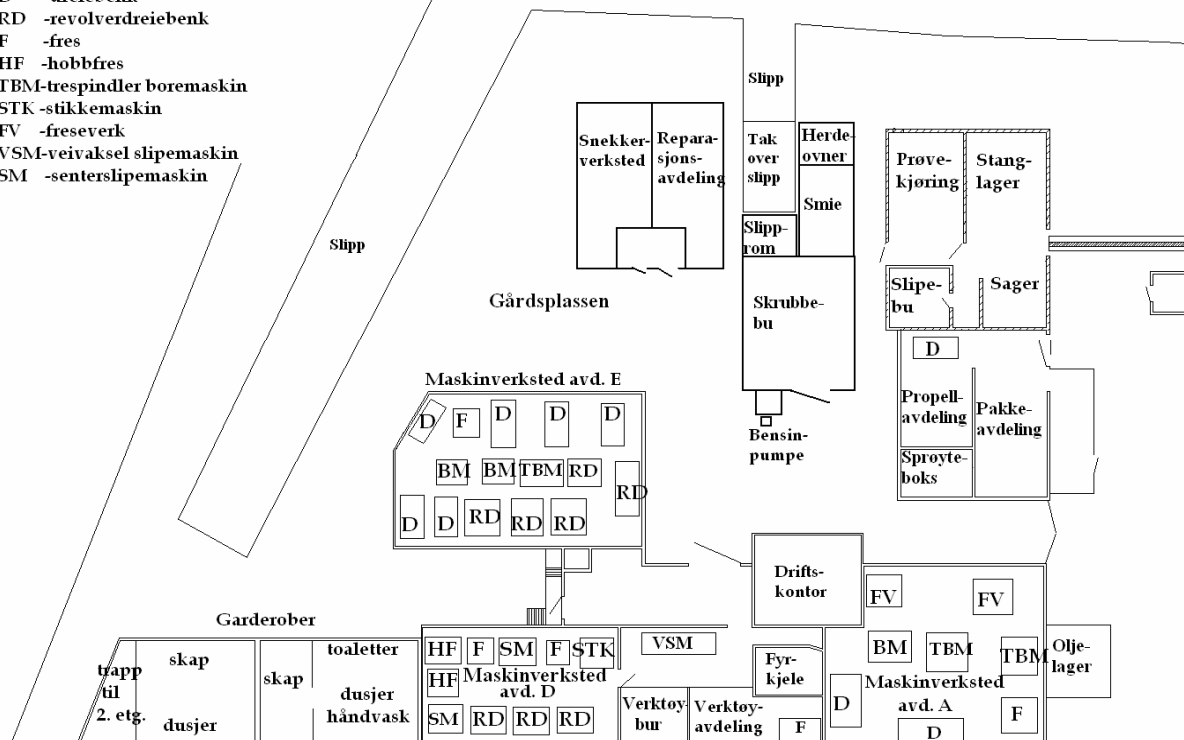 RD -revolverdreiebenk
F -fres
HF -hobbfres
TBM-trespindler boremaskin
STK -stikkemaskin
FV -freseverk
VSM-veivaksel slipemaskin
SM -senterslipemaskin
Slipp
Slipp
Snekker-
verksted
Repara-
sjons-
avdeling
Tak
over
slipp
Herde-
ovner
Smie
Slipp-
rom
Prøve-
kjøring
Stang-
lager
Slipe-
bu
Sager
Gårdsplassen
Skrubbe-
bu
Bensin-
pumpe
D
Propell-
avdeling
Pakke-
avdeling
Sprøyte-
boks
Maskinverksted avd. E
D F D D D
BM BM TBM RD
RD
D D RD RD RD
Drifts-
kontor
Garderober
trapp
til
2. etg.
skap
dusjer
skap
toaletter
dusjer
håndvask
HF F SM F STK
HF
Maskinverksted
avd. D
SM RD RD RD
VSM
Fyr-
kjele
Verktøy-
bur
Verktøy-
avdeling
F
FV FV
BM TBM TBM
Maskinverksted
avd. A
D
F
D
Olje-
lager